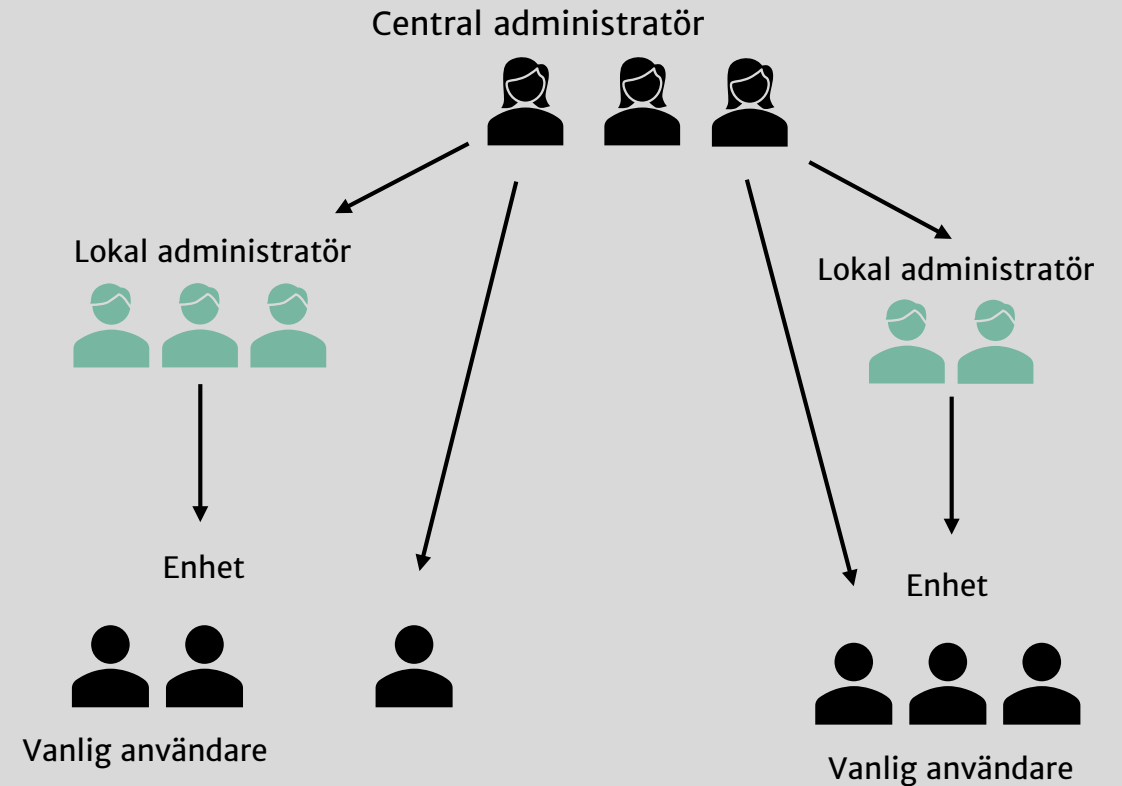 Central administratör
Lokal administratör
Lokal administratör
Enhet
Enhet
Vanlig användare
Vanlig användare